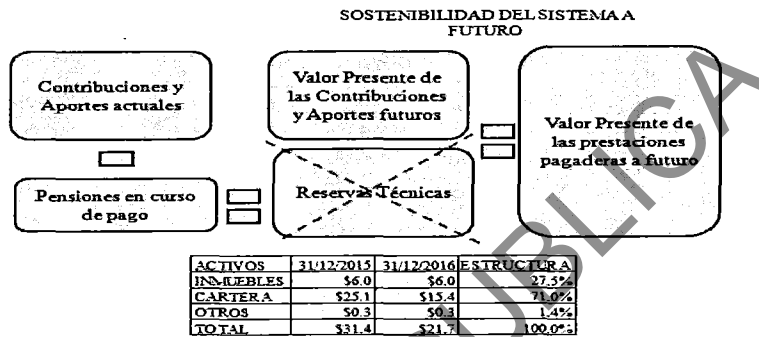 SOSTENIBILIDAD DEL SISTEMA A
FUTURO
Contribuciones y
Aportes actuales
Valor Presente de
las Contribuciones
y Aportes futuros
Valor Presente de
las prestaciones
pagaderas a futuro
Pensiones en curso
de pago
Reservas Técnicas
ACTIVOS 31/12/2015 31/12/2016 ESTRUCTURA
INMUEBLES $6.0 $6.0 27.5%
CARTERA $25.1 $15.4 71.0%
OTROS $0.3 $0.3 1.4%
TOTAL $31.4 $21.7 100.0%
PUBLICA